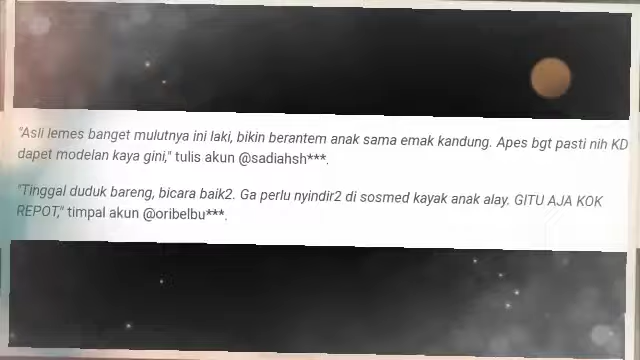 "Asli lemes banget mulutnya ini laki, bikin berantem anak sama emak kandung. Apes bgt pasti nih KD
dapet modelan kaya gini," tulis akun @sadiahsh***.
"Tinggal duduk bareng, bicara baik2. Ga perlu nyindir2 di sosmed kayak anak alay. GITU AJA KOK
REPOT," timpal akun @oribelbu***.